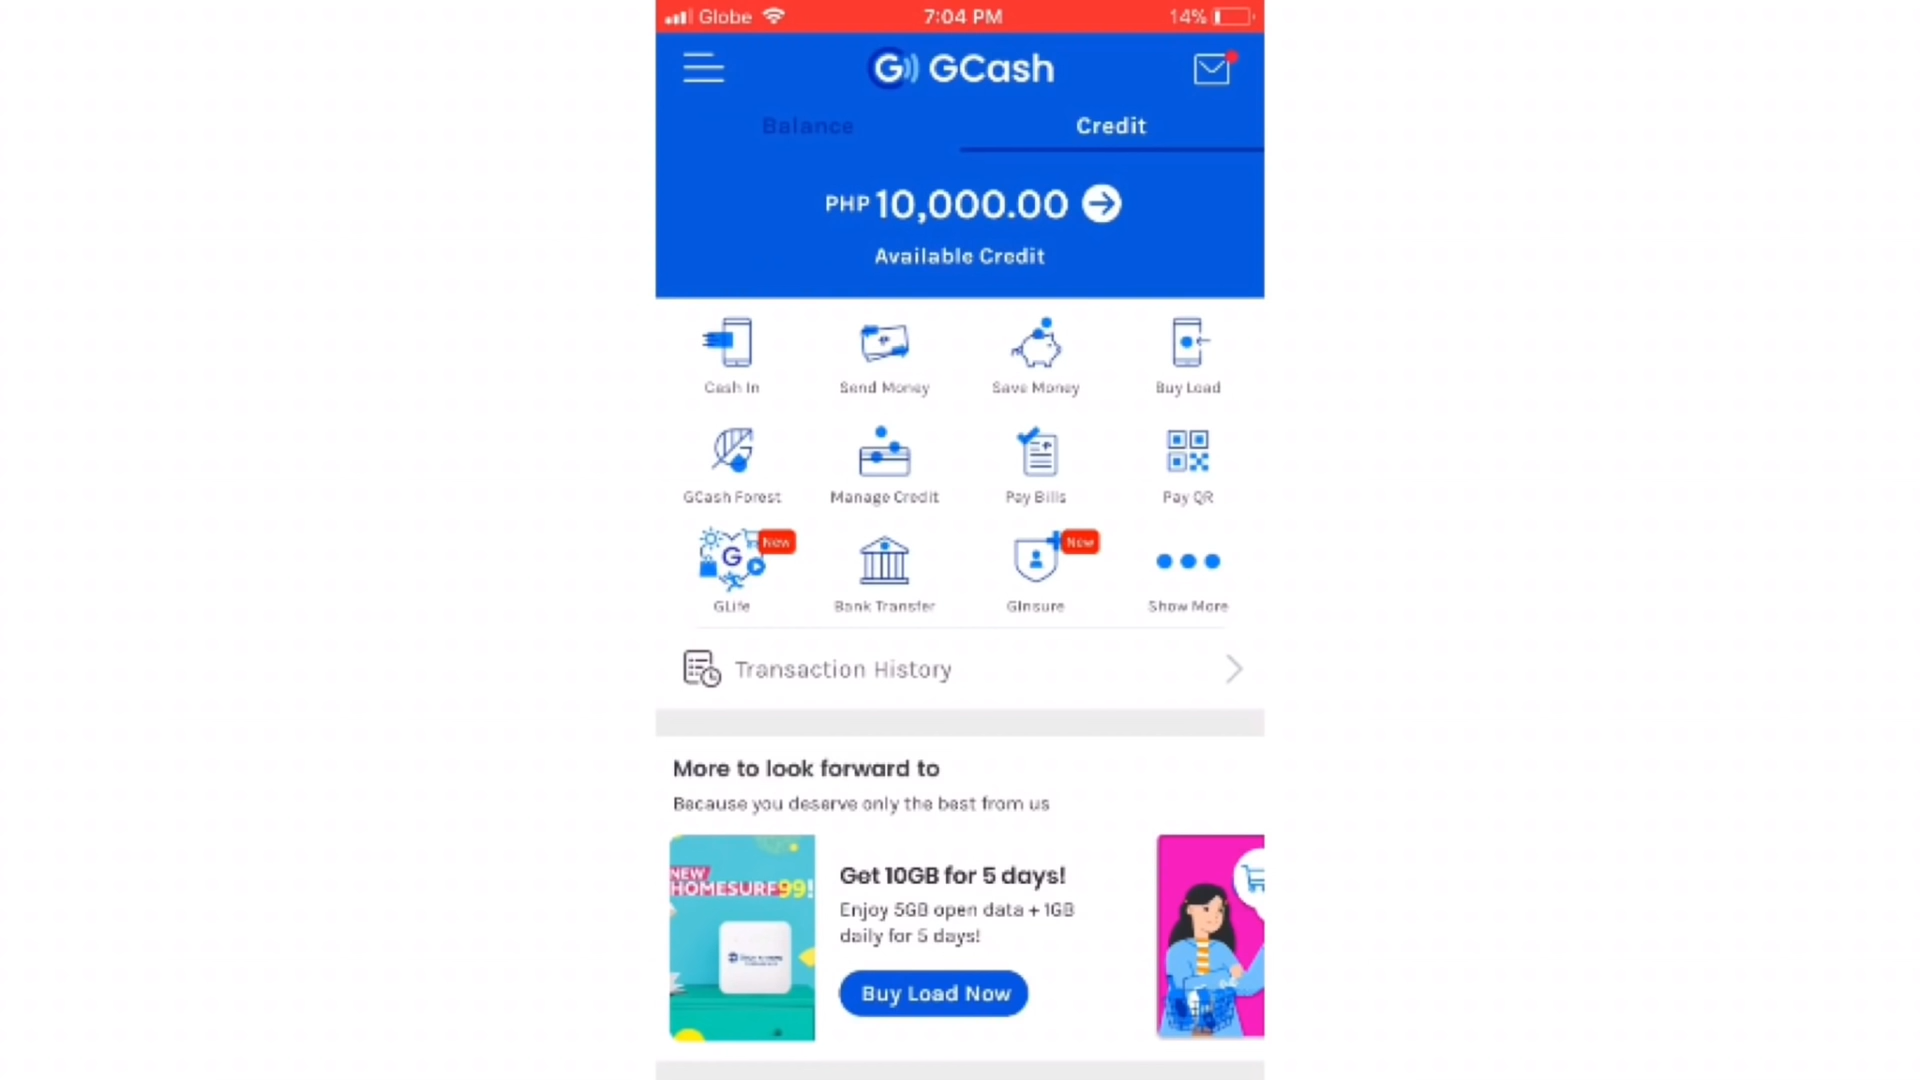 Globe 7:04 PM 14%
GCash
Balance Credit
PHP 10,000.00
Available Credit
Cash In Send Money Save Money Buy Load
GCash Forest Manage Credit Pay Bills Pay QR
New New
G
GLife Bank Transfer GInsure Show More
Transaction History
More to look forward to
Because you deserve only the best from us
NEW
HOMESURF99!
Get 10GB for 5 days!
Enjoy 5GB open data + 1GB
daily for 5 days!
Buy Load Now